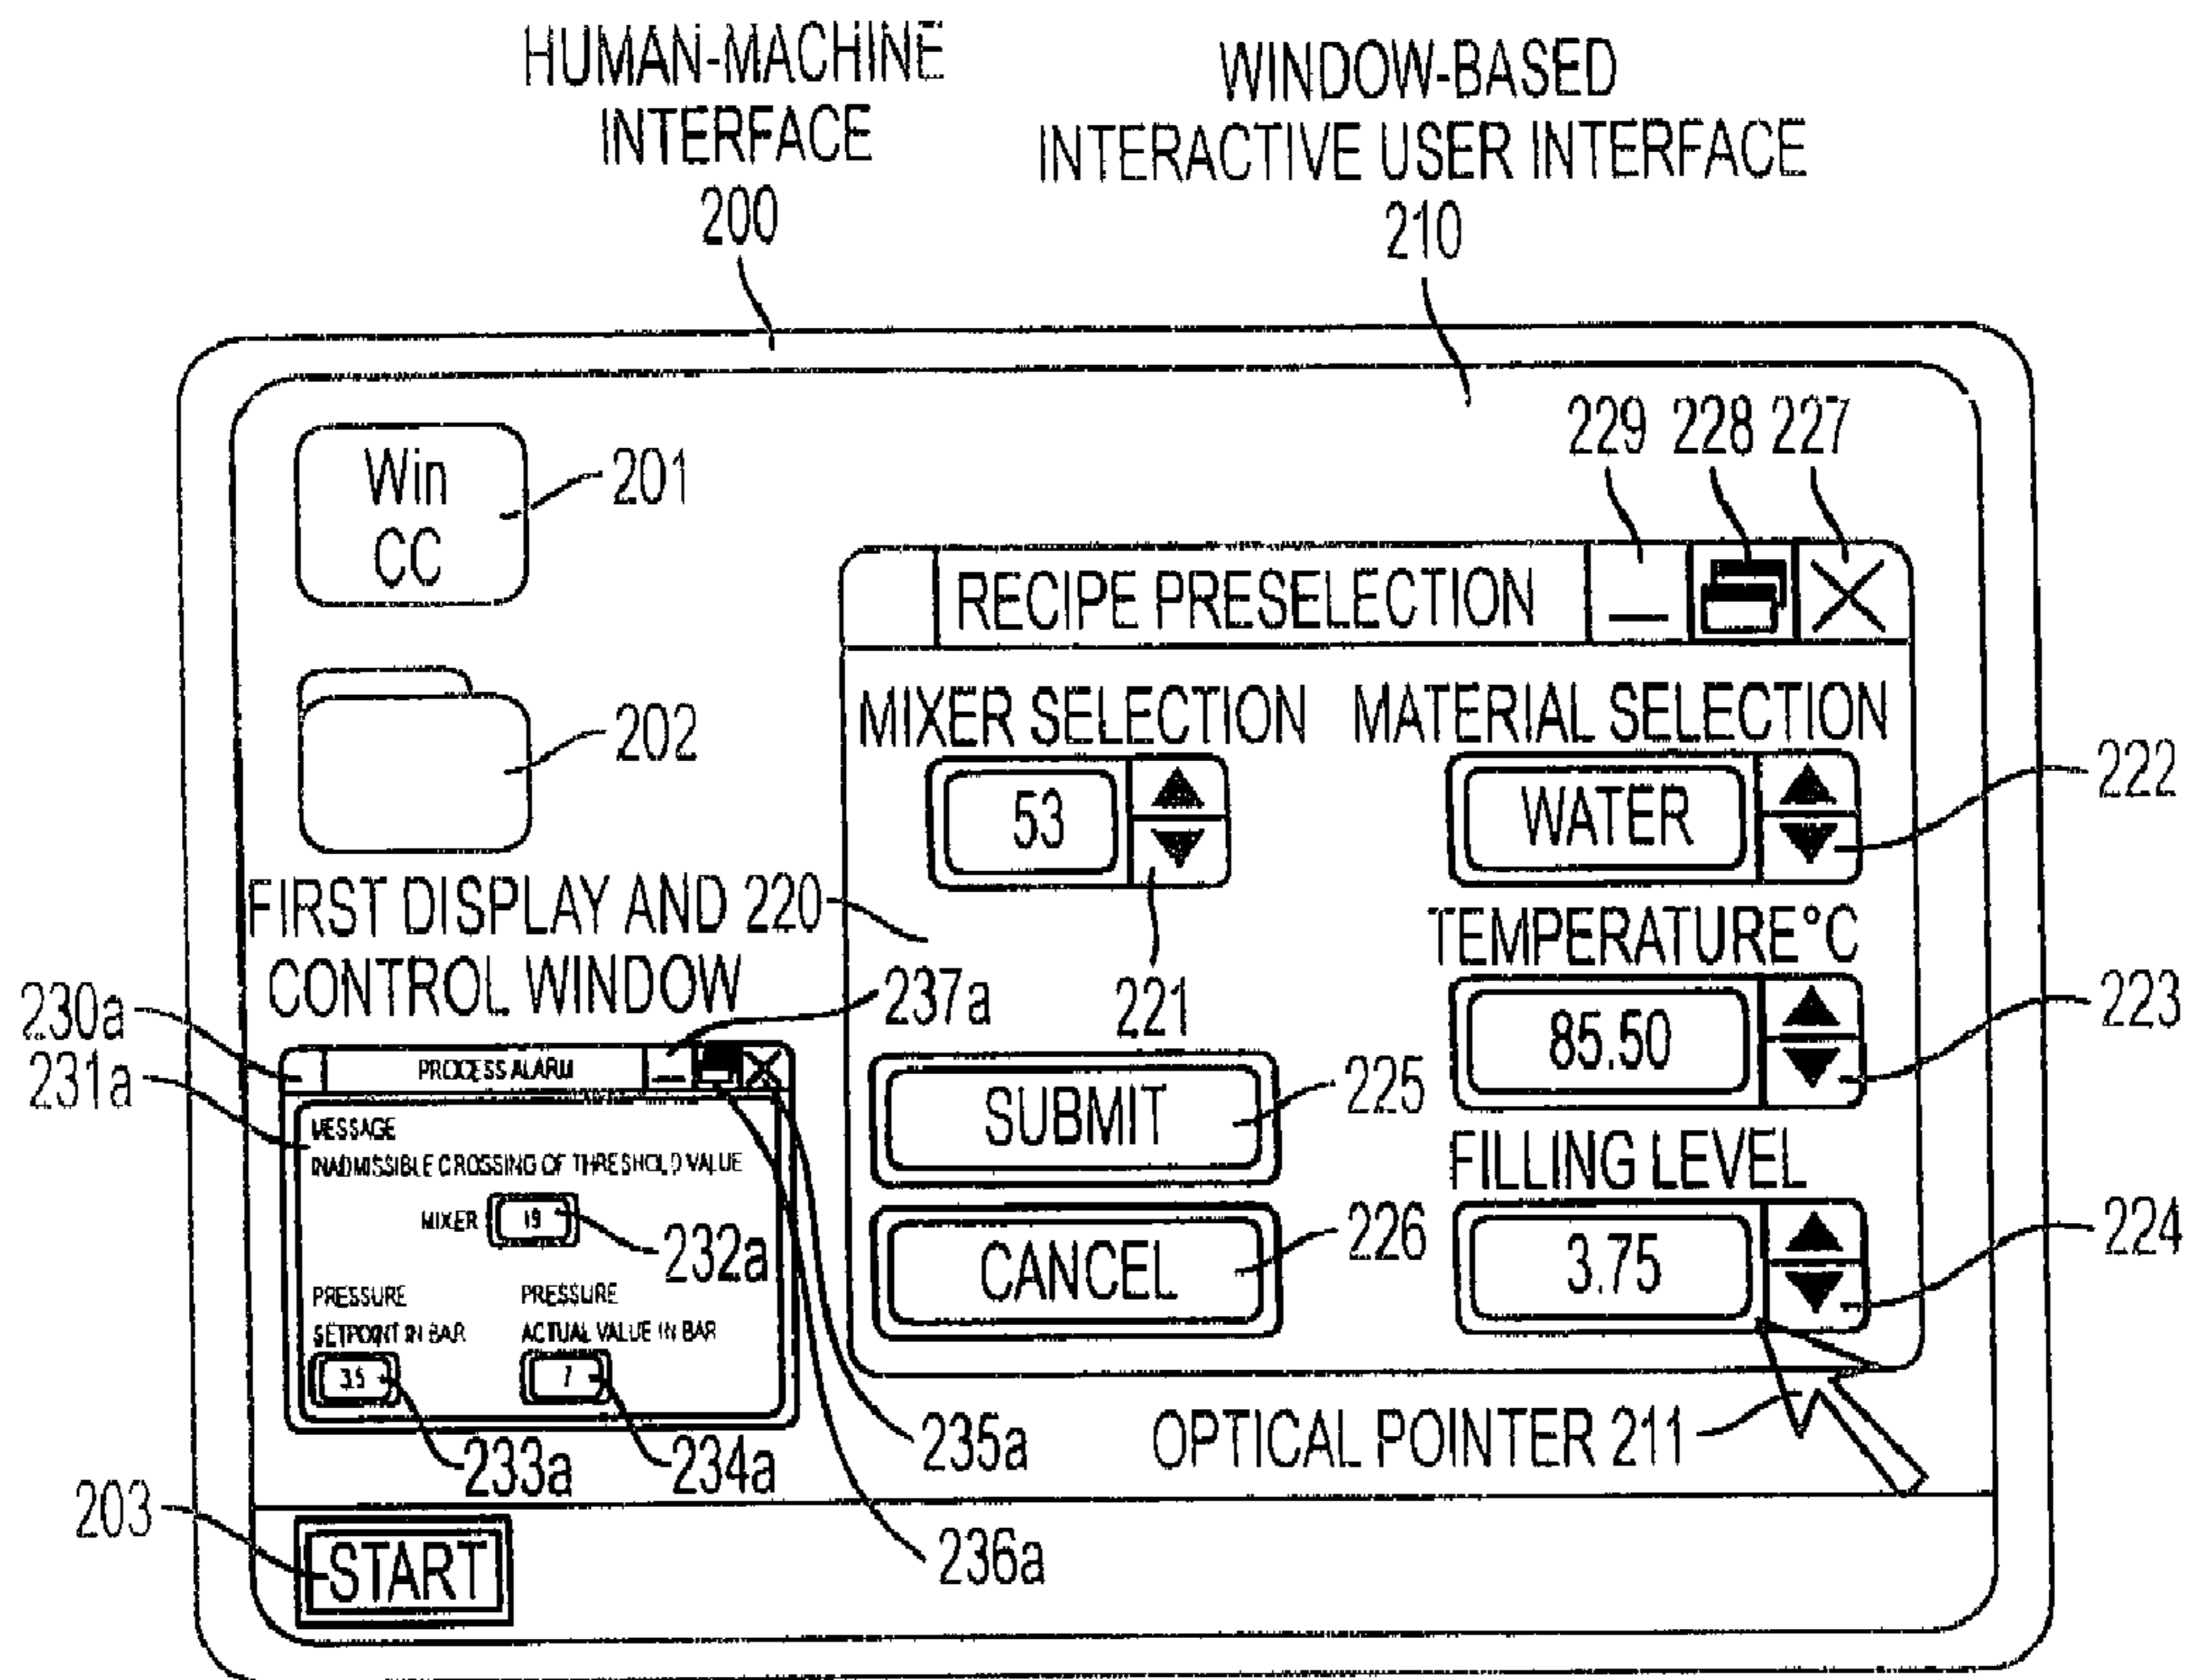 HUMAN-MACHINE
INTERFACE
200
WINDOW-BASED
INTERACTIVE USER INTERFACE
210
229 228 227
Win
CC
201
RECIPE PRESELECTION
202
MIXER SELECTION
MATERIAL SELECTION
53
WATER
222
221
FIRST DISPLAY AND 220
CONTROL WINDOW
TEMPERATURE°C
85.50
223
230a
231a
237a
PROCESS ALARM
MESSAGE
INADMISSIBLE CROSSING OF THRESHOLD VALUE
MIXER 19
232a
PRESSURE
SETPOINT IN BAR
3.5
PRESSURE
ACTUAL VALUE IN BAR
7
233a
234a
235a
236a
SUBMIT
225
CANCEL
226
FILLING LEVEL
3.75
224
OPTICAL POINTER 211
203
START